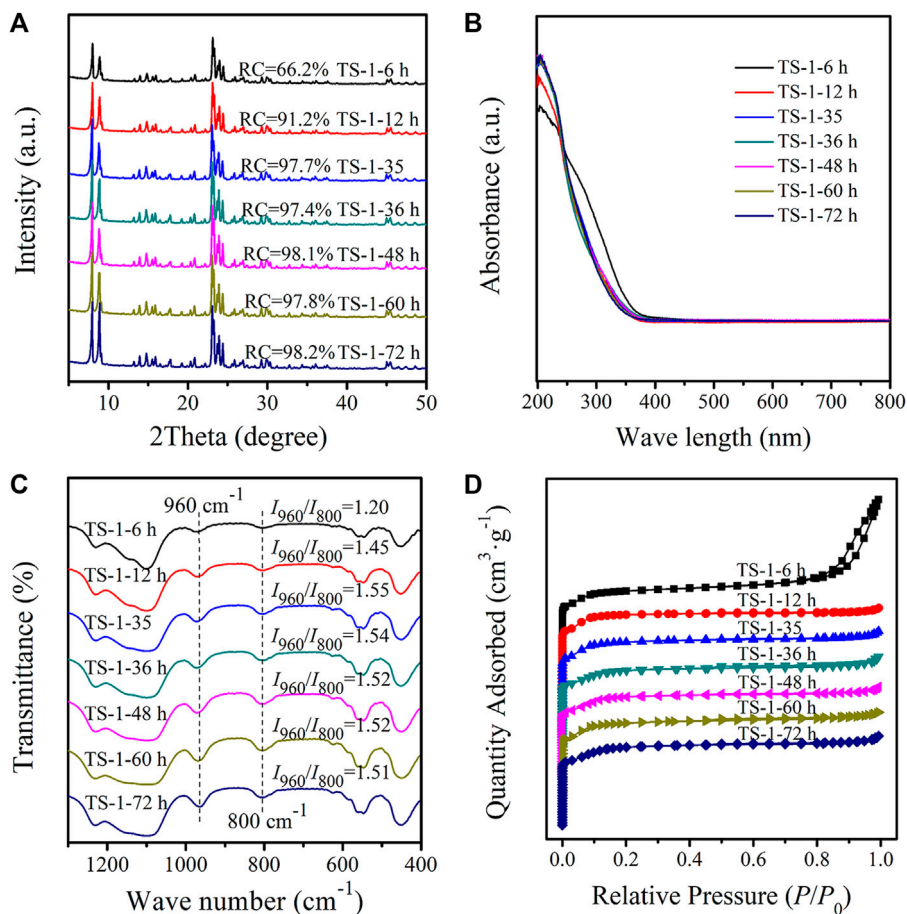 A
RC=66.2% TS-1-6 h
RC=91.2% TS-1-12 h
RC=97.7% TS-1-35
RC=97.4% TS-1-36 h
RC=98.1% TS-1-48 h
RC=97.8% TS-1-60 h
RC=98.2% TS-1-72 h
Intensity (a.u.)
10 20 30 40 50
2Theta (degree)
B
TS-1-6 h
TS-1-12 h
TS-1-35
TS-1-36 h
TS-1-48 h
TS-1-60 h
TS-1-72 h
Absorbance (a.u.)
200 300 400 500 600 700 800
Wave length (nm)
C
960 cm⁻¹
TS-1-6 h I₉₆₀/I₈₀₀=1.20
TS-1-12 h I₉₆₀/I₈₀₀=1.45
TS-1-35 I₉₆₀/I₈₀₀=1.55
TS-1-36 h I₉₆₀/I₈₀₀=1.54
TS-1-48 h I₉₆₀/I₈₀₀=1.52
TS-1-60 h I₉₆₀/I₈₀₀=1.52
TS-1-72 h I₉₆₀/I₈₀₀=1.51
800 cm⁻¹
Transmittance (%)
1200 1000 800 600 400
Wave number (cm⁻¹)
D
TS-1-6 h
TS-1-12 h
TS-1-35
TS-1-36 h
TS-1-48 h
TS-1-60 h
TS-1-72 h
Quantity Adsorbed (cm³·g⁻¹)
0.0 0.2 0.4 0.6 0.8 1.0
Relative Pressure (P/P₀)